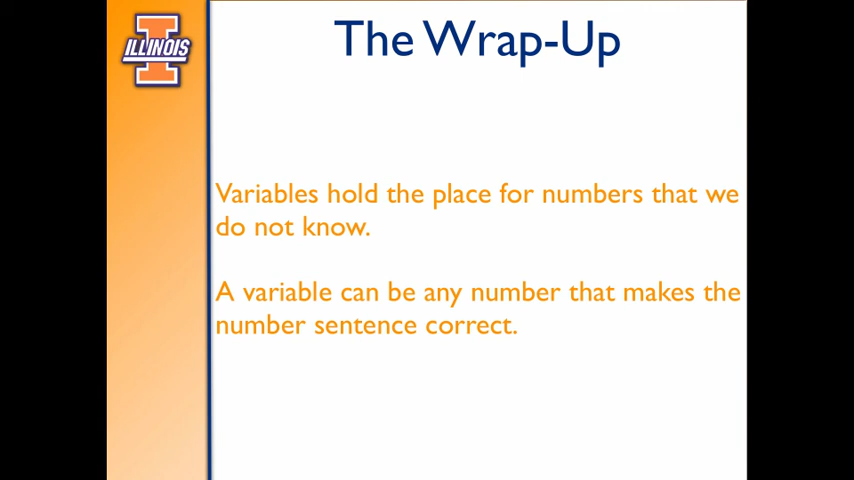 ILLINOIS
The Wrap-Up
Variables hold the place for numbers that we
do not know.
A variable can be any number that makes the
number sentence correct.